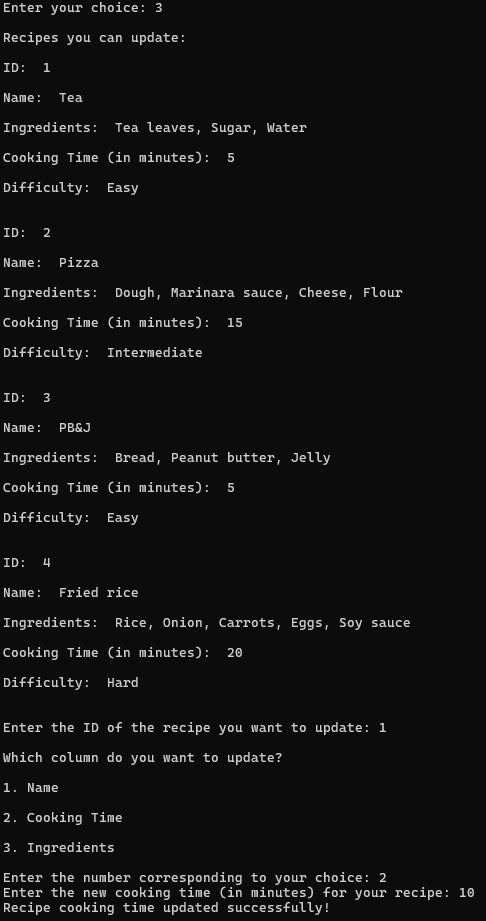 Enter your choice: 3
Recipes you can update:
ID:  1
Name:  Tea
Ingredients:  Tea leaves, Sugar, Water
Cooking Time (in minutes):  5
Difficulty:  Easy
ID:  2
Name:  Pizza
Ingredients:  Dough, Marinara sauce, Cheese, Flour
Cooking Time (in minutes):  15
Difficulty:  Intermediate
ID:  3
Name:  PB&J
Ingredients:  Bread, Peanut butter, Jelly
Cooking Time (in minutes):  5
Difficulty:  Easy
ID:  4
Name:  Fried rice
Ingredients:  Rice, Onion, Carrots, Eggs, Soy sauce
Cooking Time (in minutes):  20
Difficulty:  Hard
Enter the ID of the recipe you want to update: 1
Which column do you want to update?
1. Name
2. Cooking Time
3. Ingredients
Enter the number corresponding to your choice: 2
Enter the new cooking time (in minutes) for your recipe: 10
Recipe cooking time updated successfully!